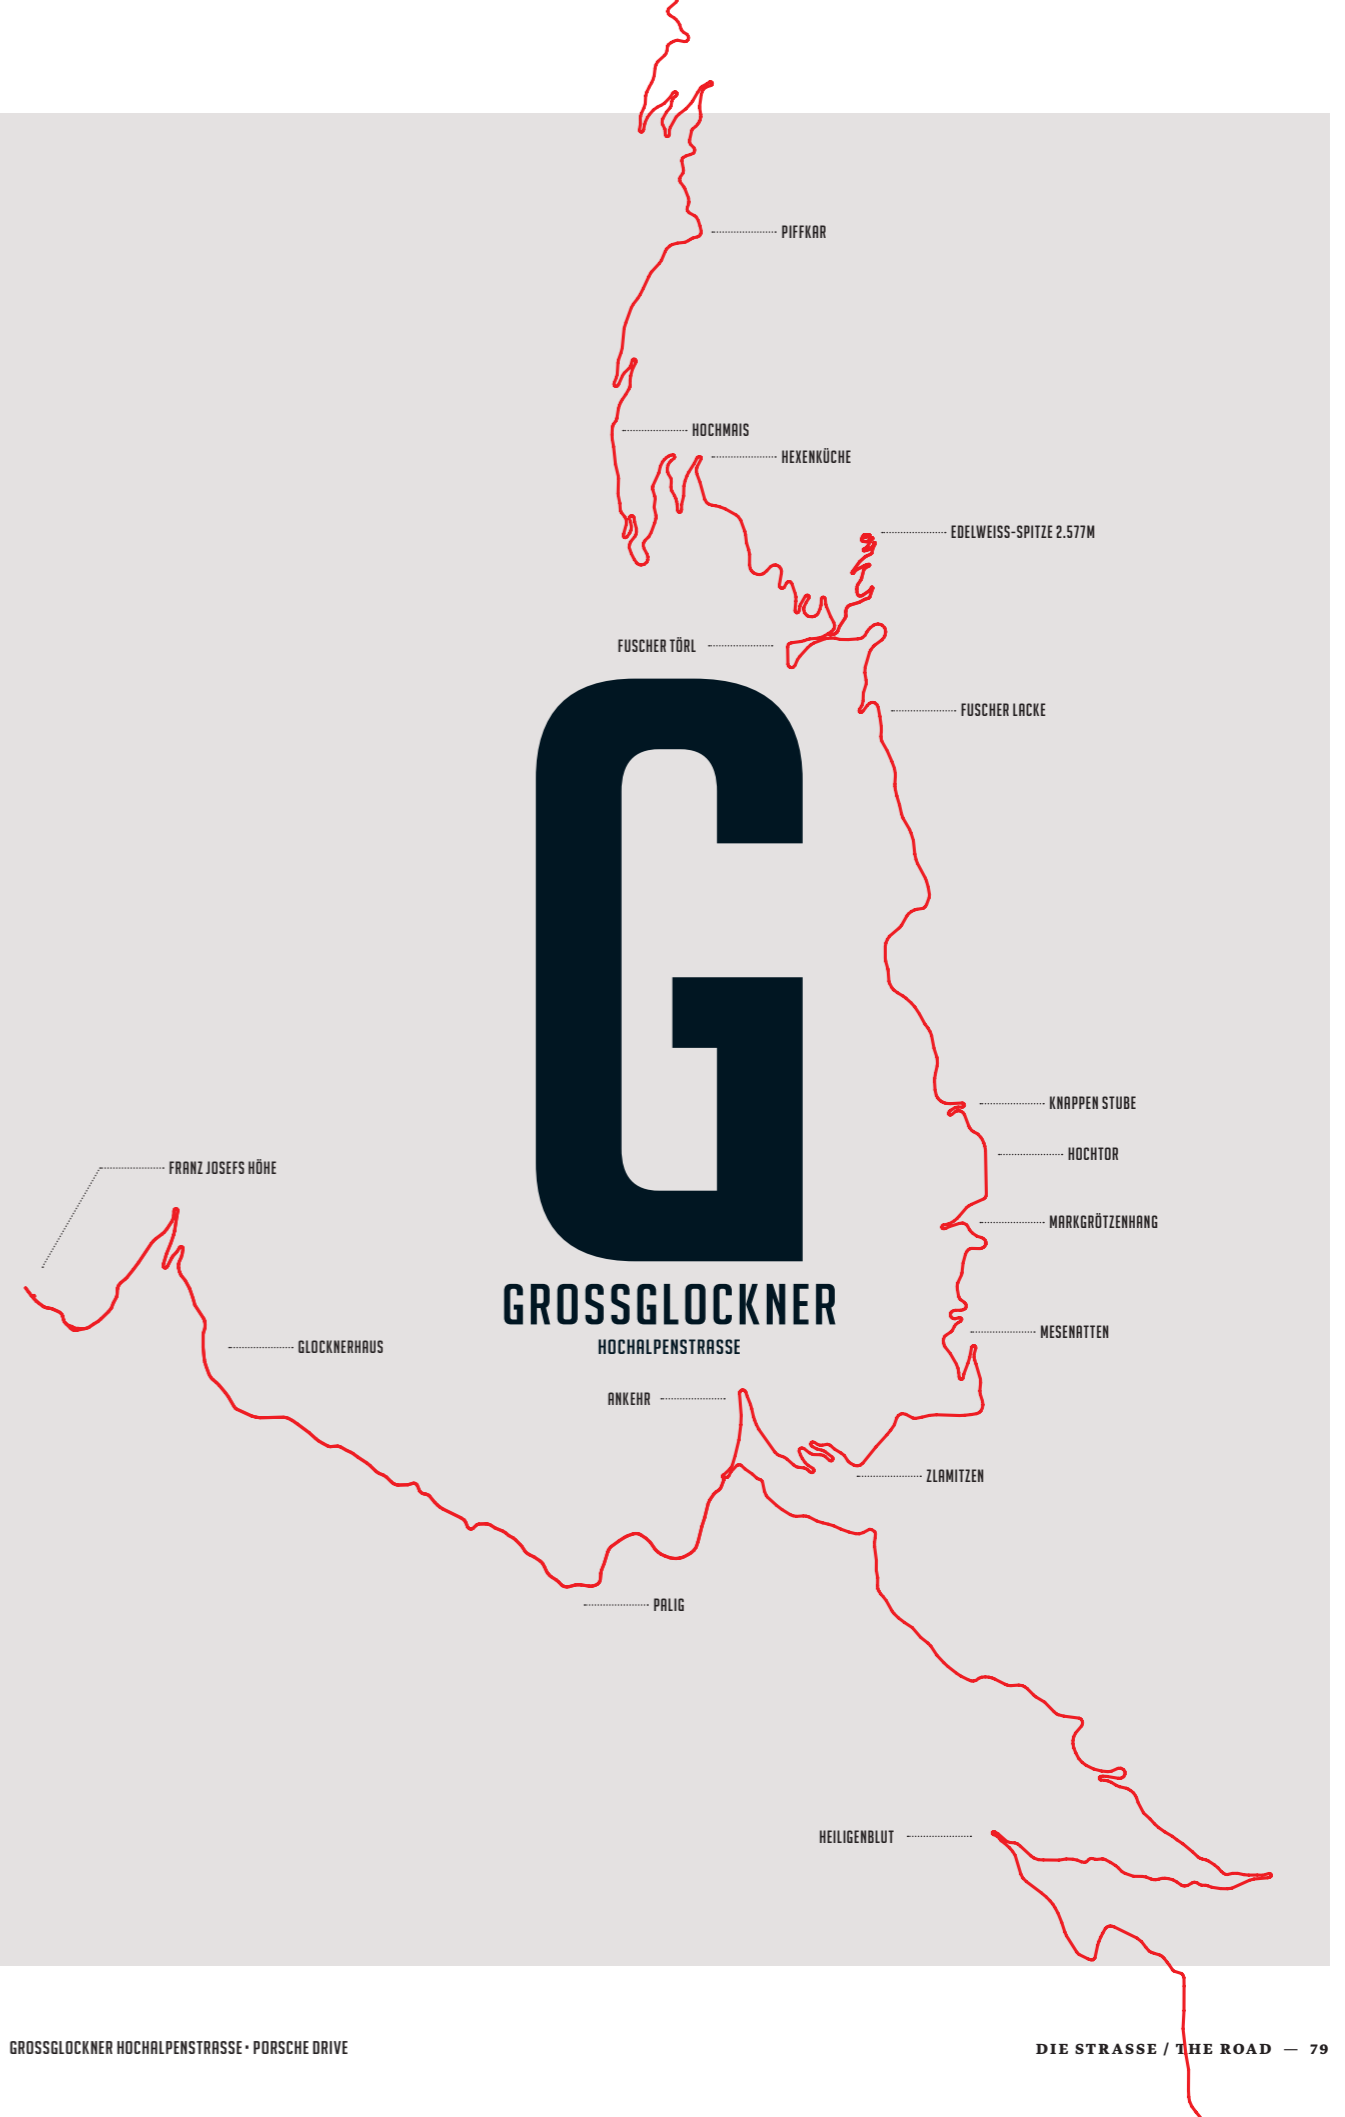 PIFFKAR
HOCHMAIS
HEXENKÜCHE
EDELWEISS-SPITZE 2.577M
FUSCHER TÖRL
FUSCHER LACKE
G
KNAPPEN STUBE
HOCHTOR
FRANZ JOSEFS HÖHE
MARKGRÖTZENHANG
GROSSGLOCKNER
HOCHALPENSTRASSE
MESENATTEN
GLOCKNERHAUS
ANKEHR
ZLAMITZEN
PALIG
HEILIGENBLUT
GROSSGLOCKNER HOCHALPENSTRASSE · PORSCHE DRIVE
DIE STRASSE / THE ROAD — 79